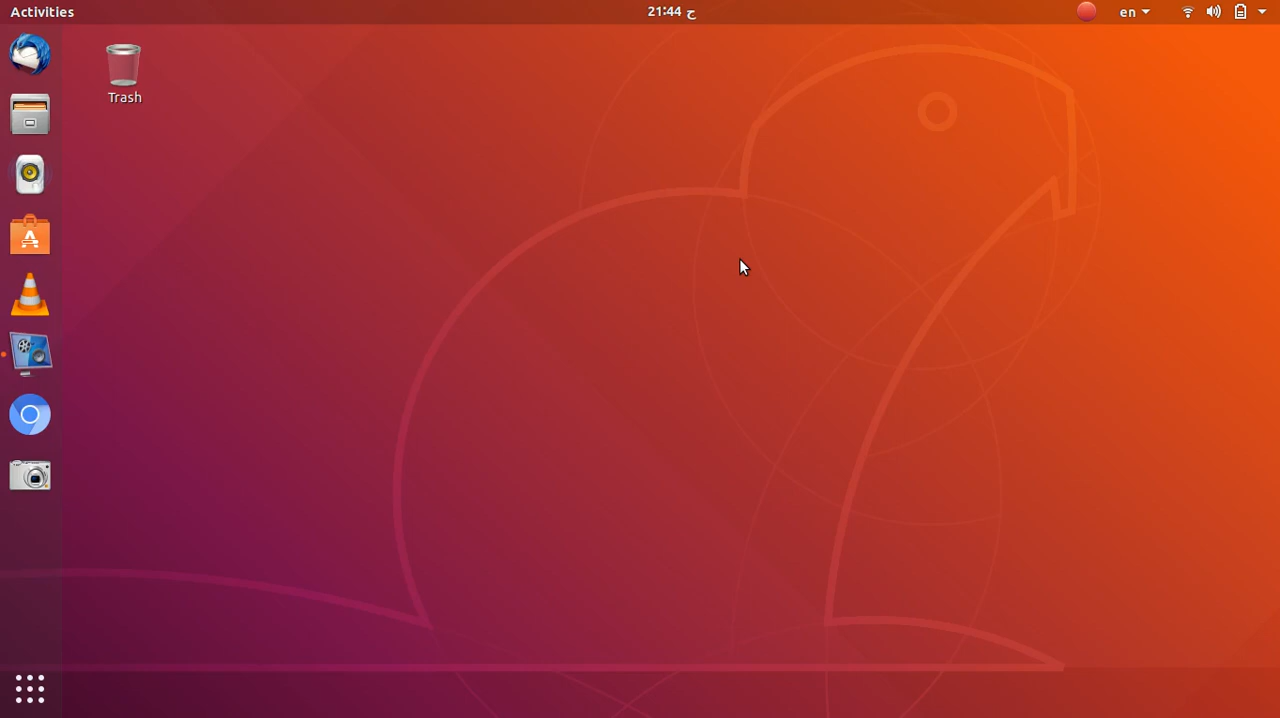 Activities
21:44 ح
en
Trash